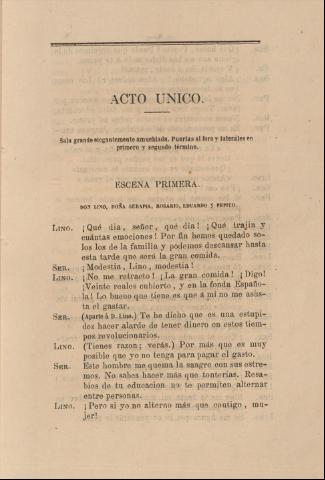 ACTO UNICO.
Sala grande elegantemente amueblada. Puertas al foro y laterales en
primero y segundo término.
ESCENA PRIMERA.
DON LINO, DOÑA SERAPIA, ROSARIO, EDUARDO Y PEPITO.
LINO. ¡Qué dia, señor, qué dia! ¡Qué trajin y
cuántas emociones! Por fin hemos quedado so-
los los de la familia y podemos descansar hasta
esta tarde que será la gran comida.
SER. ¡Modestia, Lino, modestia!
LINO. ¡No me retracto! ¡La gran comida! ¡Digo!
¡Veinte reales cubierto, y en la fonda Españo-
la! Lo bueno que tiene es que á mí no me asis-
ta el gastar.
SER. (Aparte á D. Lino.) Te he dicho que es una estupi-
dez hacer alarde de tener dinero en estos tiem-
pos revolucionarios.
LINO. (Tienes razon; verás.) Por más que es muy
posible que yo no tenga para pagar el gasto.
SER. Este hombre me quema la sangre con sus estre-
mos. No sabes hacer más que tonterías. Resa-
bios de tu educacion no te permiten alternar
entre personas.
LINO. ¡Pero si yo no alterno más que contigo, mu-
jer!